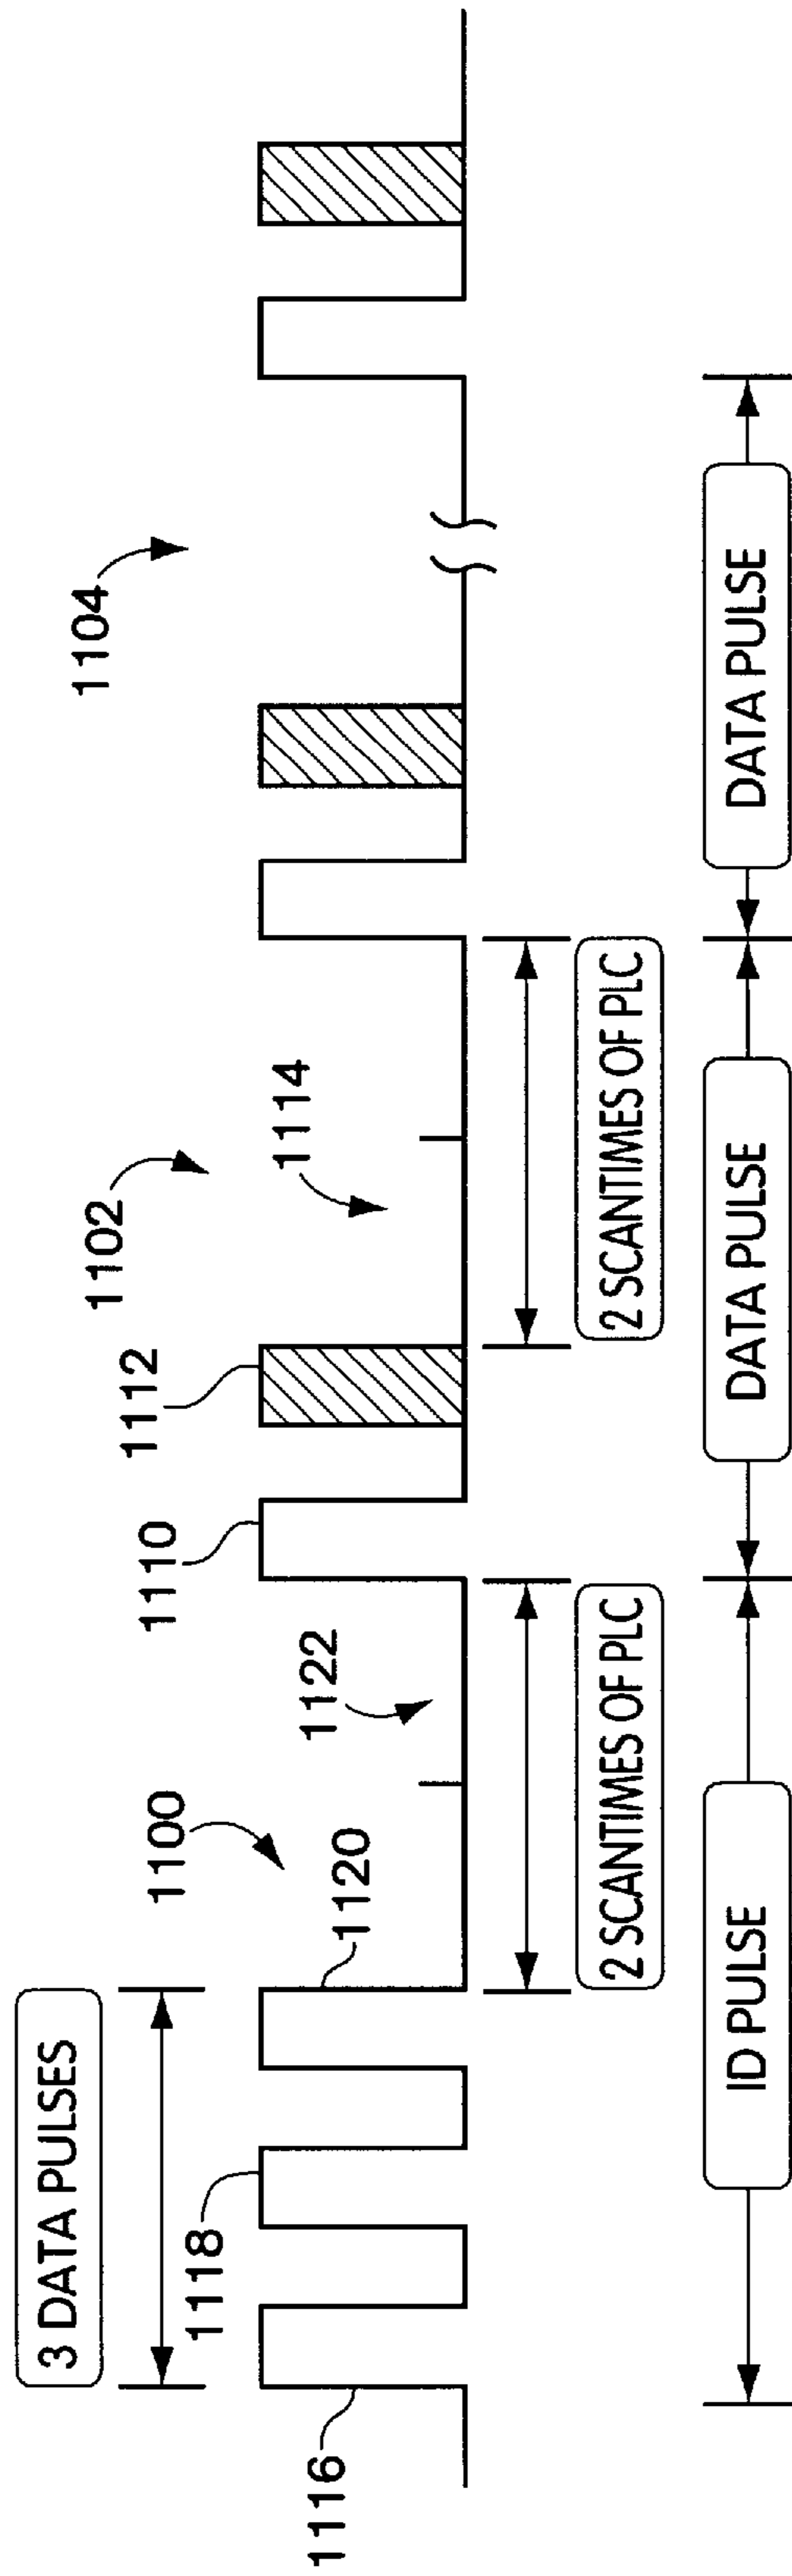 3 DATA PULSES
1116
1118
1120
1100
1122
1110
1112
1102
1114
1104
2 SCANTIMES OF PLC
2 SCANTIMES OF PLC
ID PULSE
DATA PULSE
DATA PULSE